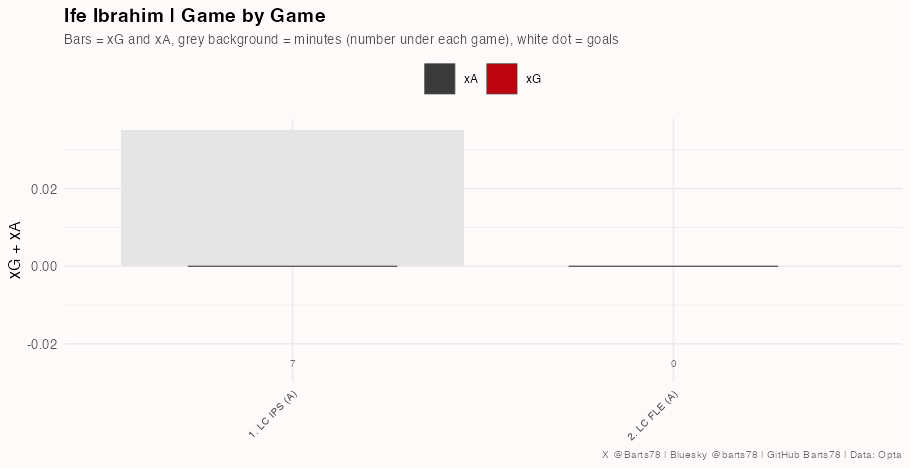 Ife Ibrahim | Game by Game
Bars = xG and xA, grey background = minutes (number under each game), white dot = goals
xA xG
xG + xA
0.02
0.00
-0.02
7 0
1. LC IPS (A) 2. LC FLE (A)
X @Barts78 | Bluesky @barts78 | GitHub Barts78 | Data: Opta